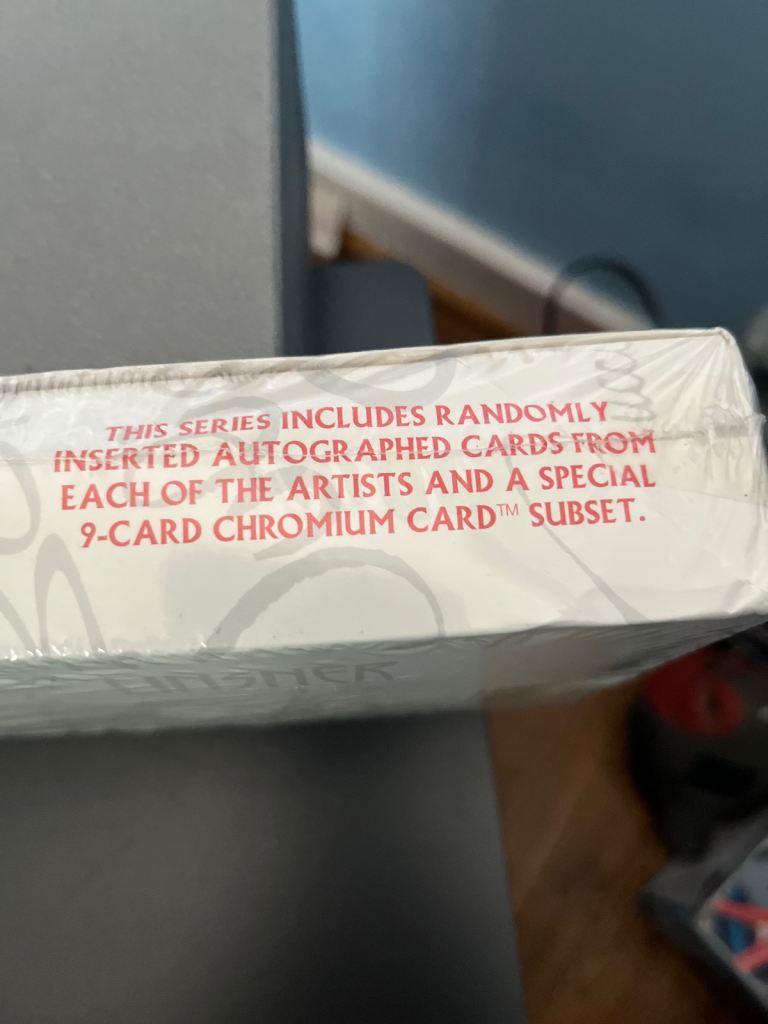 THIS SERIES INCLUDES RANDOMLY
INSERTED AUTOGRAPHED CARDS FROM
EACH OF THE ARTISTS AND A SPECIAL
9-CARD CHROMIUM CARD™ SUBSET.